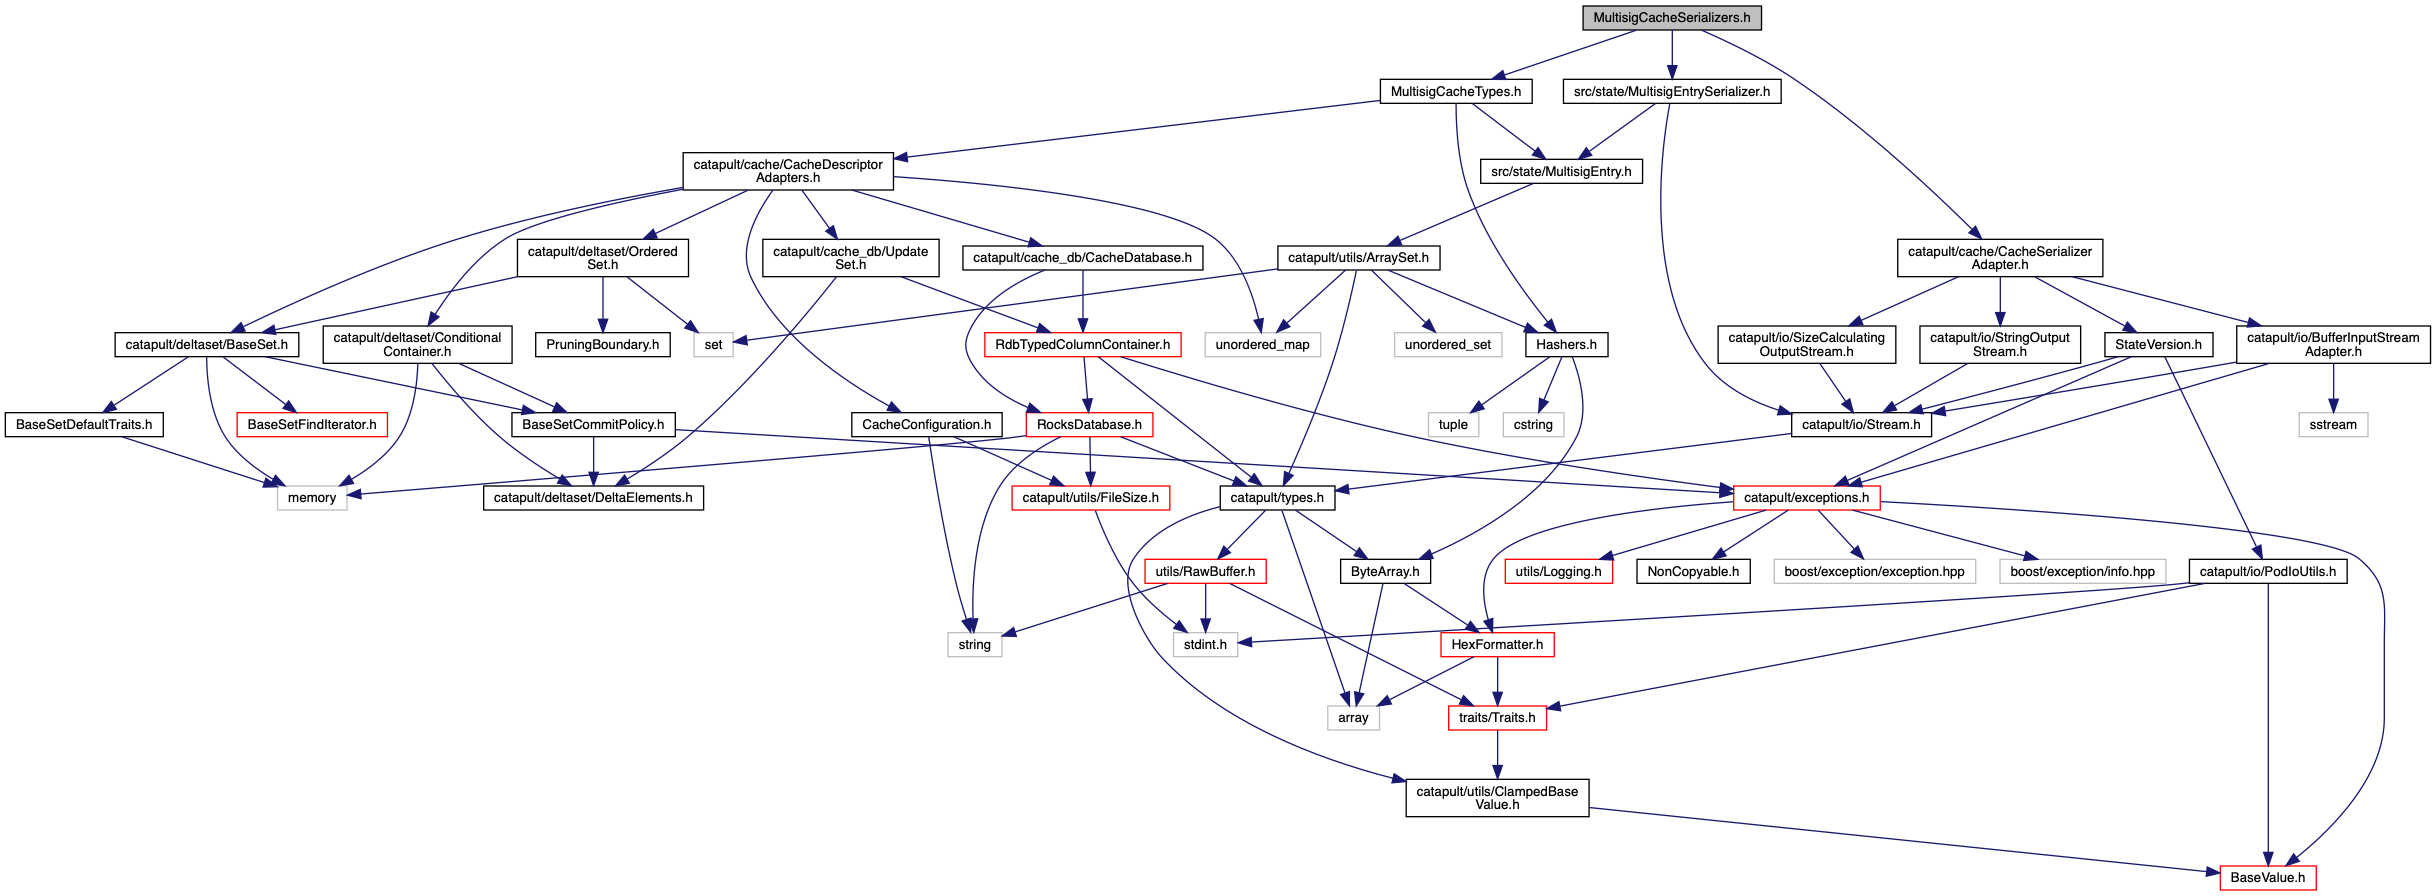 MultisigCacheSerializers.h
MultisigCacheTypes.h
src/state/MultisigEntrySerializer.h
catapult/cache/CacheDescriptor
Adapters.h
src/state/MultisigEntry.h
catapult/deltaset/Ordered
Set.h
catapult/cache_db/Update
Set.h
catapult/cache_db/CacheDatabase.h
catapult/utils/ArraySet.h
catapult/cache/CacheSerializer
Adapter.h
catapult/deltaset/BaseSet.h
catapult/deltaset/Conditional
Container.h
PruningBoundary.h
set
RdbTypedColumnContainer.h
unordered_map
unordered_set
Hashers.h
catapult/io/SizeCalculating
OutputStream.h
catapult/io/StringOutput
Stream.h
StateVersion.h
catapult/io/BufferInputStream
Adapter.h
BaseSetDefaultTraits.h
BaseSetFindIterator.h
BaseSetCommitPolicy.h
CacheConfiguration.h
RocksDatabase.h
tuple
cstring
catapult/io/Stream.h
sstream
memory
catapult/deltaset/DeltaElements.h
catapult/utils/FileSize.h
catapult/types.h
catapult/exceptions.h
utils/RawBuffer.h
ByteArray.h
utils/Logging.h
NonCopyable.h
boost/exception/exception.hpp
boost/exception/info.hpp
catapult/io/PodIoUtils.h
string
stdint.h
HexFormatter.h
array
traits/Traits.h
catapult/utils/ClampedBase
Value.h
BaseValue.h